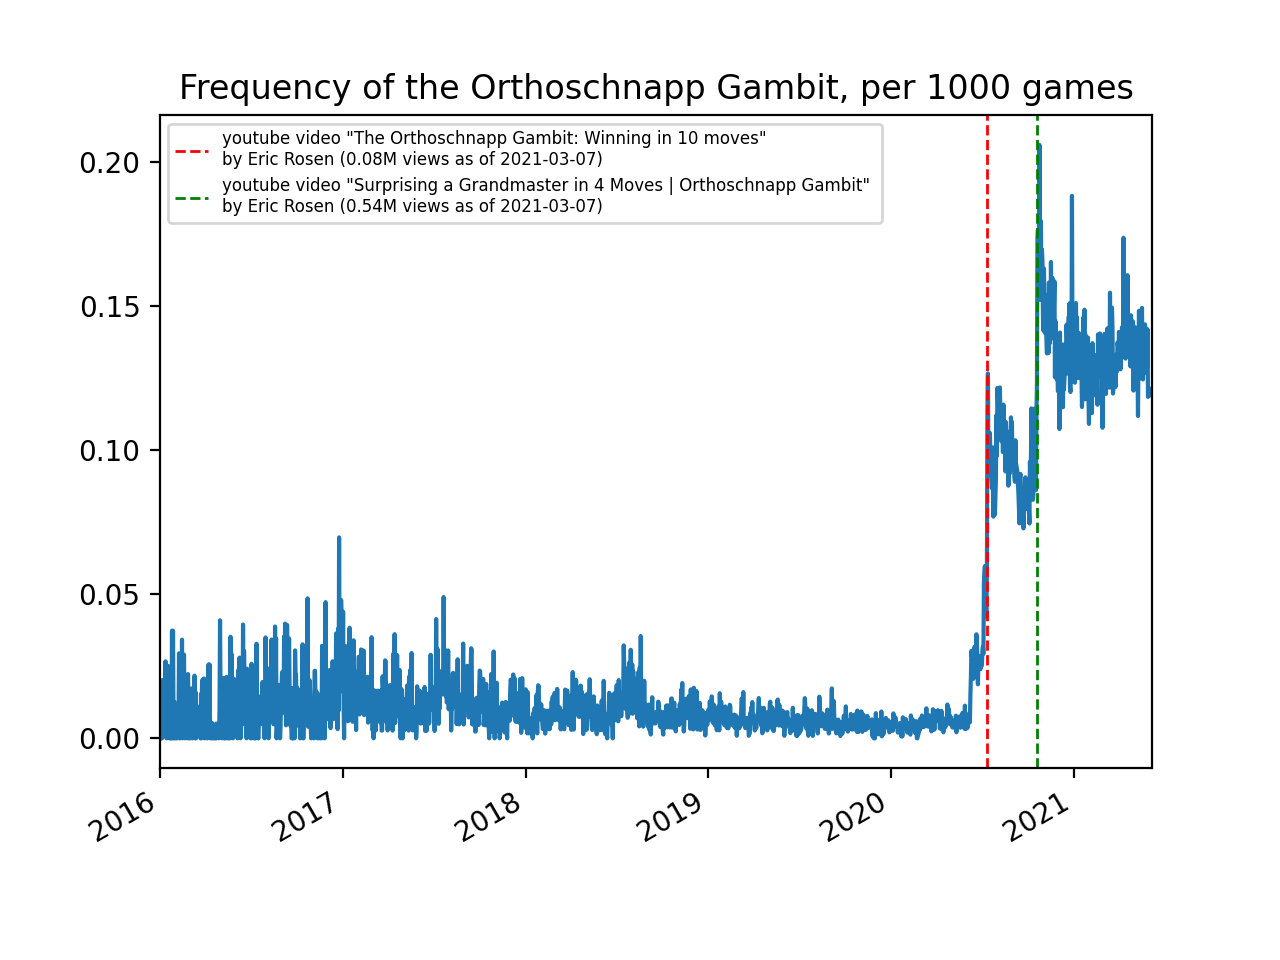 Frequency of the Orthoschnapp Gambit, per 1000 games
youtube video "The Orthoschnapp Gambit: Winning in 10 moves"
by Eric Rosen (0.08M views as of 2021-03-07)
youtube video "Surprising a Grandmaster in 4 Moves | Orthoschnapp Gambit"
by Eric Rosen (0.54M views as of 2021-03-07)
0.20
0.15
0.10
0.05
0.00
2016
2017
2018
2019
2020
2021